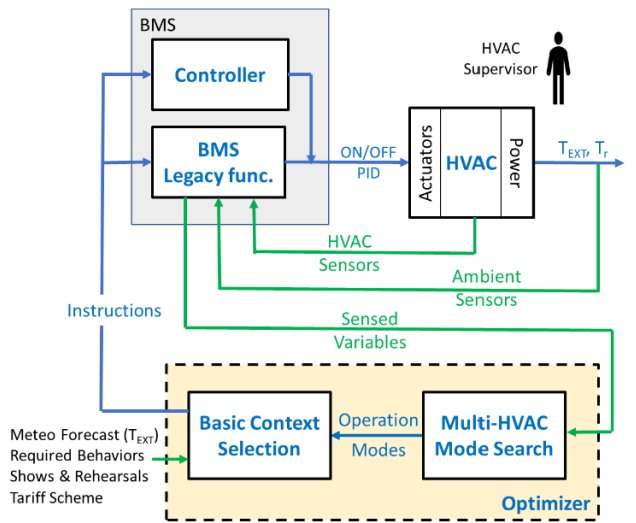 BMS
Controller
HVAC
Supervisor
BMS
Legacy func.
ON/OFF
PID
Actuators
HVAC
Power
T_EXT, T_r
HVAC
Sensors
Ambient
Sensors
Instructions
Sensed
Variables
Basic Context
Selection
Operation
Modes
Multi-HVAC
Mode Search
Meteo Forecast (T_EXT)
Required Behaviors
Shows & Rehearsals
Tariff Scheme
Optimizer